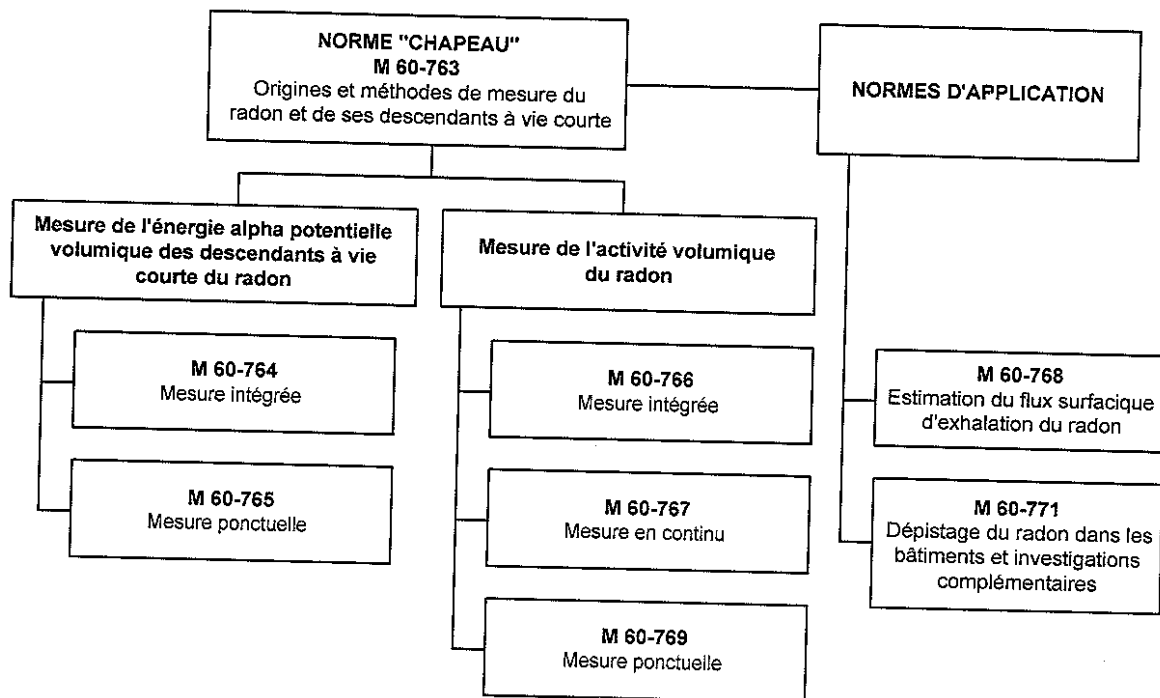 NORME "CHAPEAU"
M 60-763
Origines et méthodes de mesure du
radon et de ses descendants à vie courte
NORMES D'APPLICATION
Mesure de l'énergie alpha potentielle
volumique des descendants à vie
courte du radon
Mesure de l'activité volumique
du radon
M 60-764
Mesure intégrée
M 60-765
Mesure ponctuelle
M 60-766
Mesure intégrée
M 60-767
Mesure en continu
M 60-769
Mesure ponctuelle
M 60-768
Estimation du flux surfacique
d'exhalation du radon
M 60-771
Dépistage du radon dans les
bâtiments et investigations
complémentaires